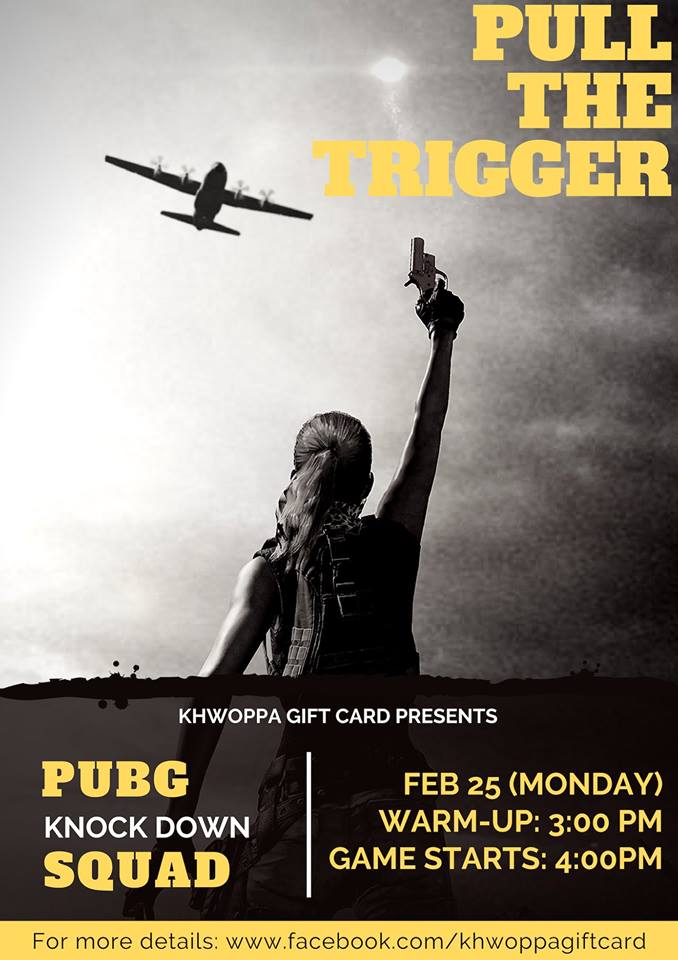 PULL
THE
TRIGGER
KHWOPPA GIFT CARD PRESENTS
PUBG
KNOCK DOWN
SQUAD
FEB 25 (MONDAY)
WARM-UP: 3:00 PM
GAME STARTS: 4:00PM
For more details: www.facebook.com/khwoppagiftcard